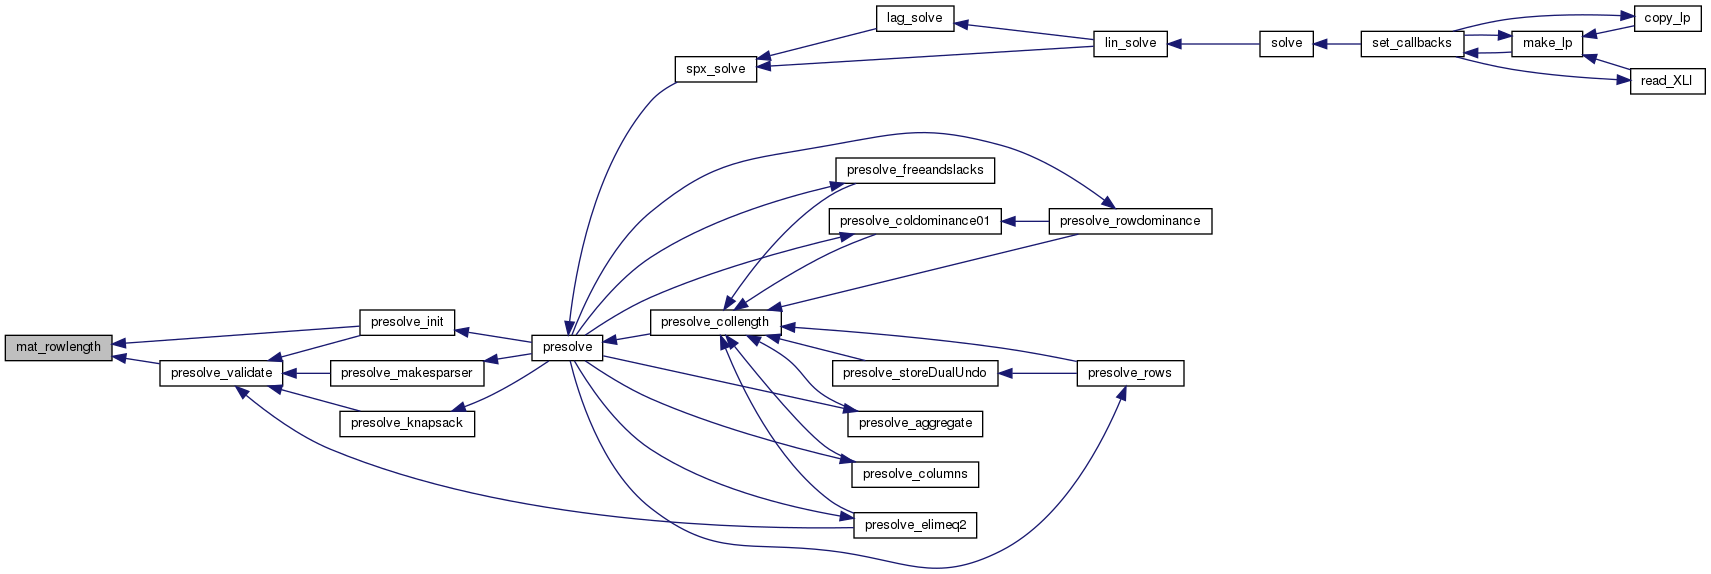 lag_solve
copy_lp
lin_solve
solve
set_callbacks
make_lp
spx_solve
read_XLI
presolve_freeandslacks
presolve_coldominance01
presolve_rowdominance
presolve_init
presolve_collength
mat_rowlength
presolve
presolve_validate
presolve_makesparser
presolve_storeDualUndo
presolve_rows
presolve_knapsack
presolve_aggregate
presolve_columns
presolve_elimeq2